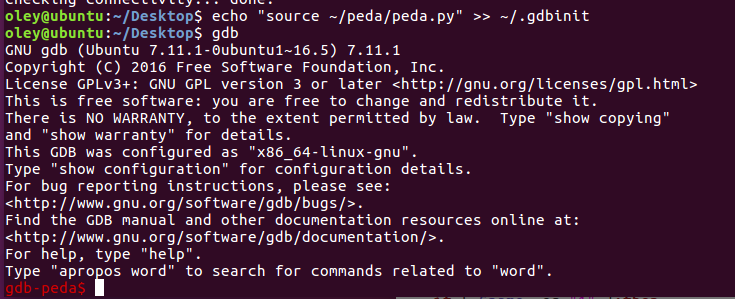 Checking connectivity... done.
oley@ubuntu:~/Desktop$ echo "source ~/peda/peda.py" >> ~/.gdbinit
oley@ubuntu:~/Desktop$ gdb
GNU gdb (Ubuntu 7.11.1-0ubuntu1~16.5) 7.11.1
Copyright (C) 2016 Free Software Foundation, Inc.
License GPLv3+: GNU GPL version 3 or later <http://gnu.org/licenses/gpl.html>
This is free software: you are free to change and redistribute it.
There is NO WARRANTY, to the extent permitted by law.  Type "show copying"
and "show warranty" for details.
This GDB was configured as "x86_64-linux-gnu".
Type "show configuration" for configuration details.
For bug reporting instructions, please see:
<http://www.gnu.org/software/gdb/bugs/>.
Find the GDB manual and other documentation resources online at:
<http://www.gnu.org/software/gdb/documentation/>.
For help, type "help".
Type "apropos word" to search for commands related to "word".
gdb-peda$